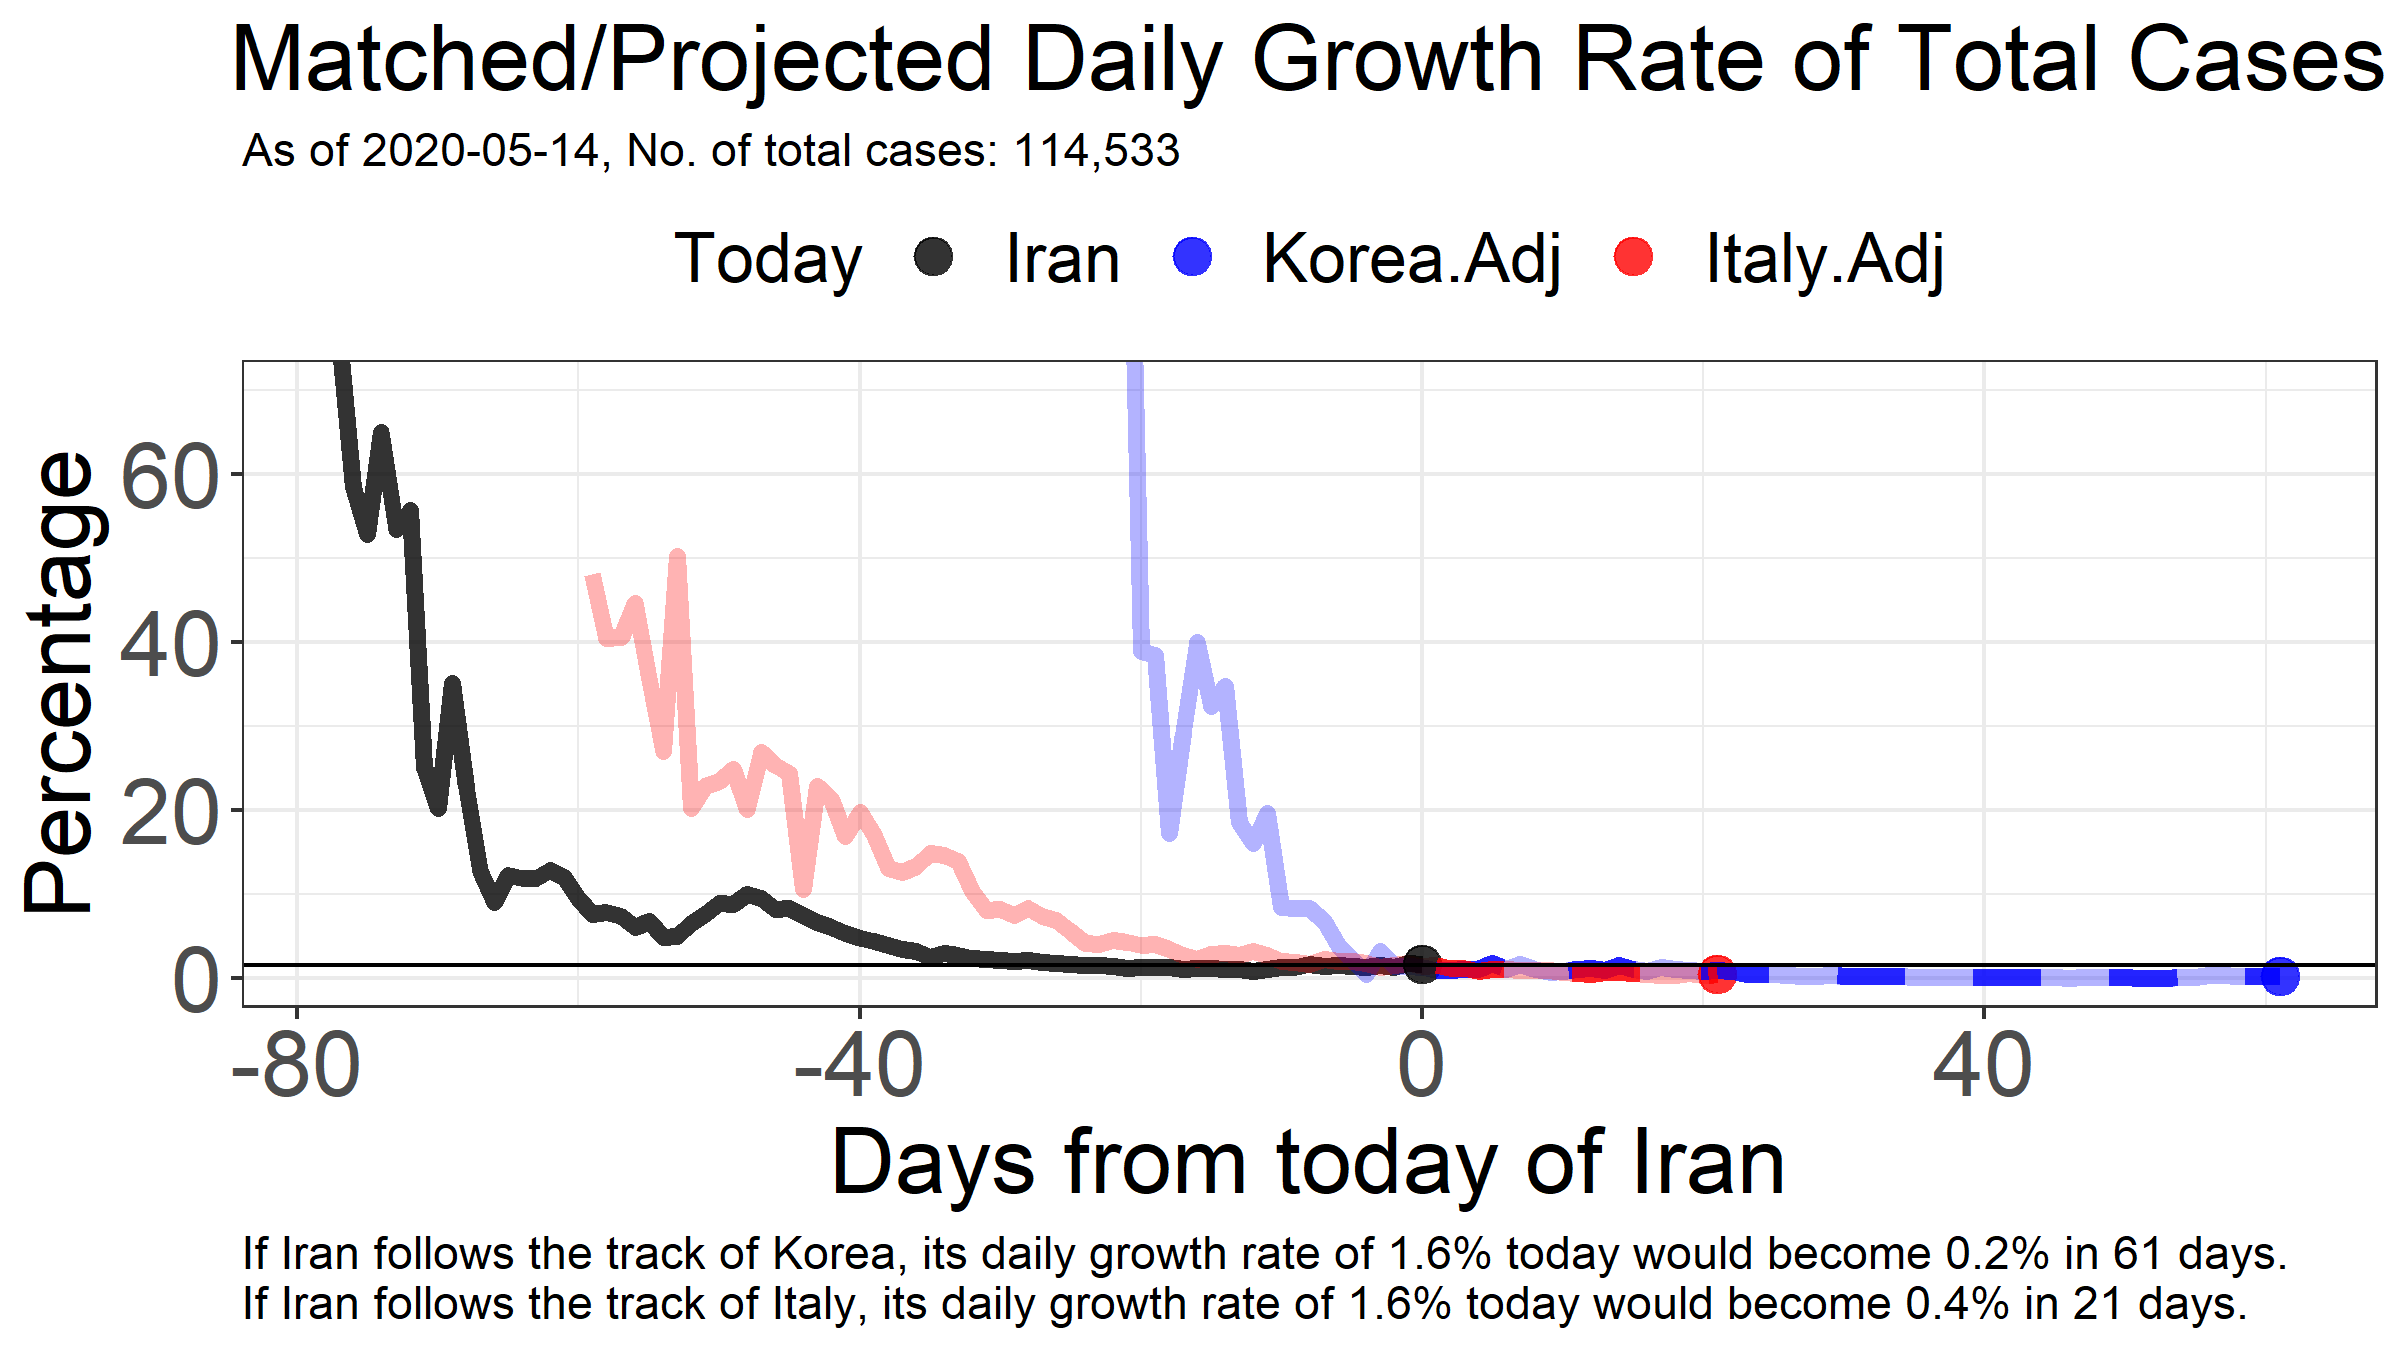 Matched/Projected Daily Growth Rate of Total Cases
As of 2020-05-14, No. of total cases: 114,533
Today Iran Korea.Adj Italy.Adj
Percentage
60
40
20
0
-80 -40 0 40
Days from today of Iran
If Iran follows the track of Korea, its daily growth rate of 1.6% today would become 0.2% in 61 days.
If Iran follows the track of Italy, its daily growth rate of 1.6% today would become 0.4% in 21 days.